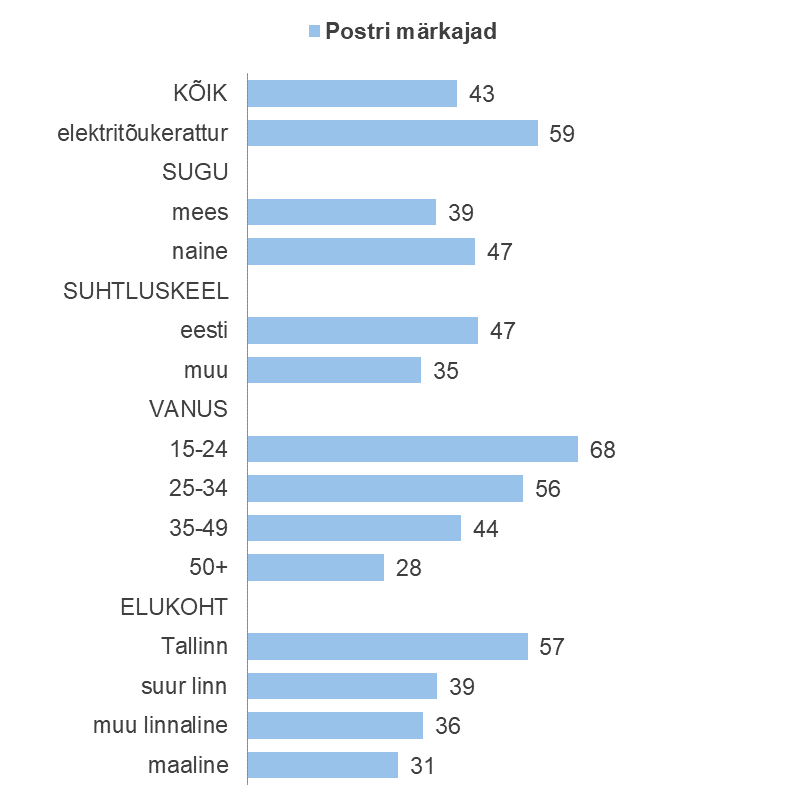 Postri märkajad
KÕIK 43
elektritõukerattur 59
SUGU
mees 39
naine 47
SUHTLUSKEEL
eesti 47
muu 35
VANUS
15-24 68
25-34 56
35-49 44
50+ 28
ELUKOHT
Tallinn 57
suur linn 39
muu linnaline 36
maaline 31